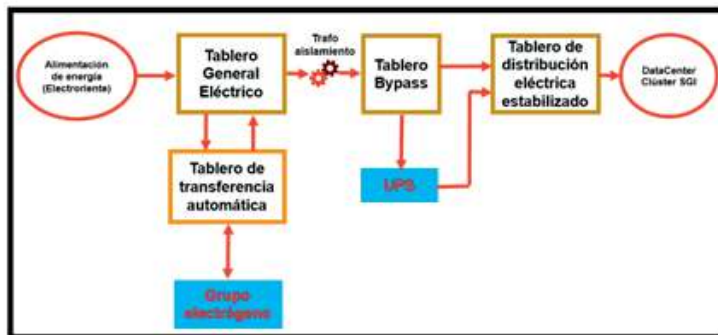 Alimentación
de energía
(Electroriente)
Tablero
General
Eléctrico
Trafo
aislamiento
Tablero
Bypass
Tablero de
distribución
eléctrica
estabilizado
DataCenter
Clúster SGI
Tablero de
transferencia
automática
UPS
Grupo
electrógeno